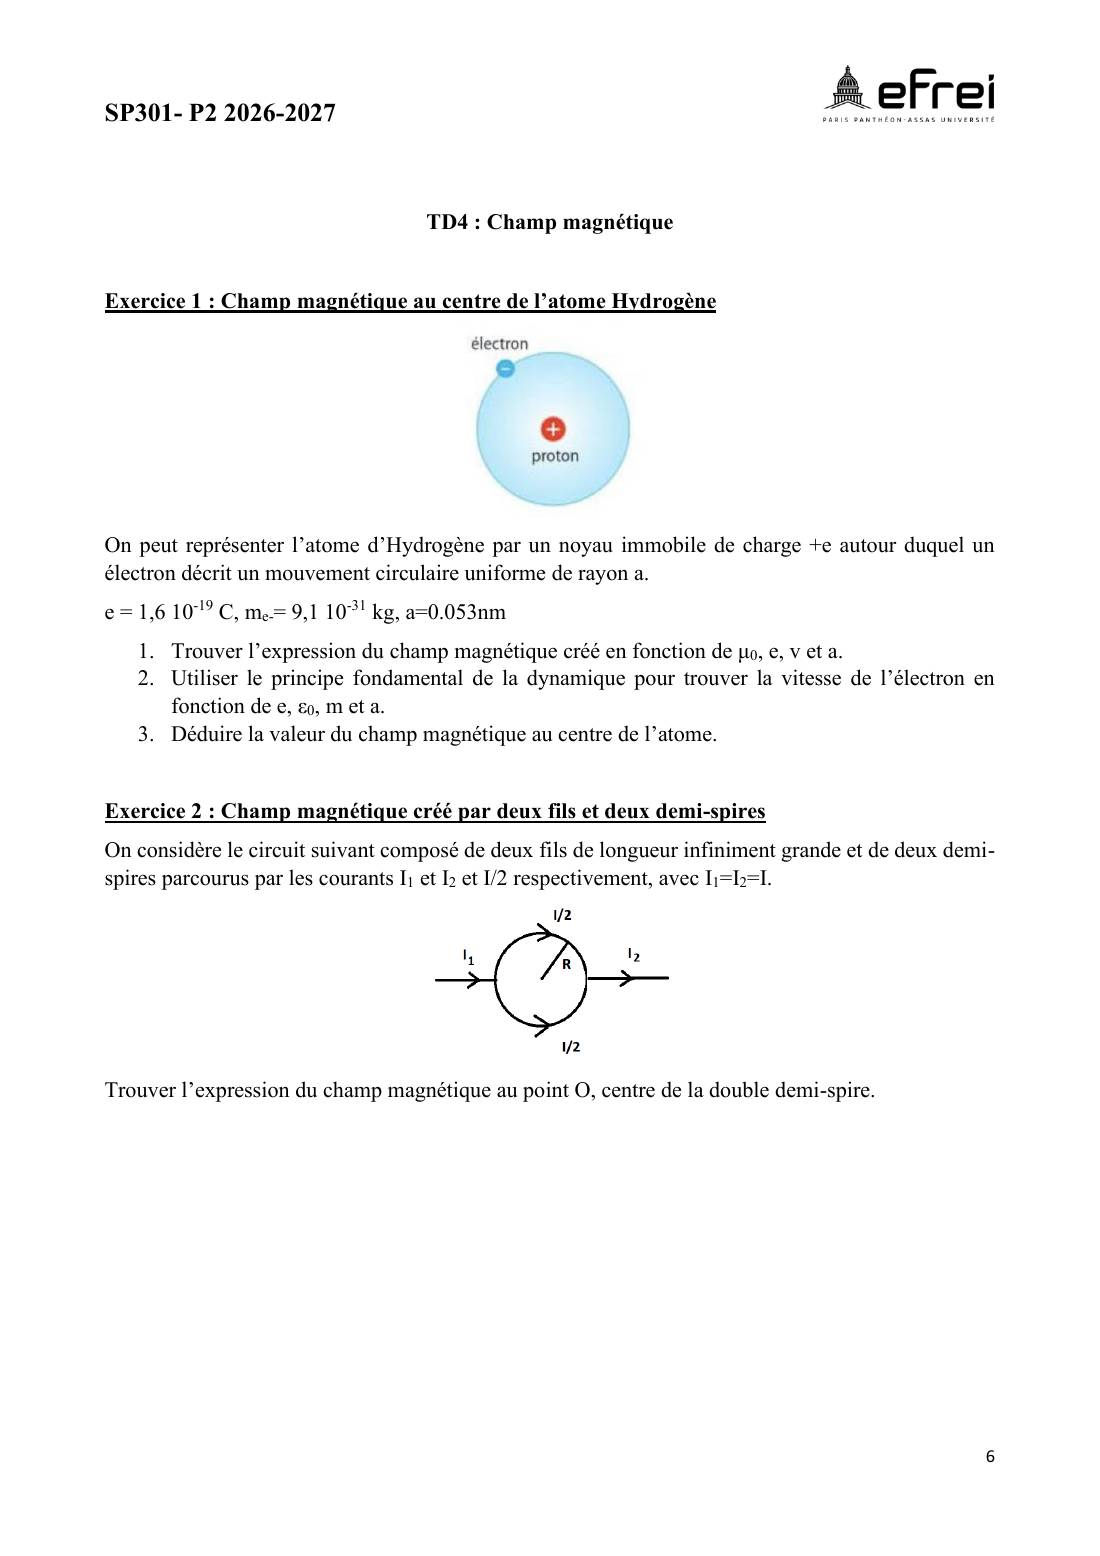 SP301- P2 2026-2027
efrei
PARIS PANTHÉON-ASSAS UNIVERSITÉ
TD4 : Champ magnétique
Exercice 1 : Champ magnétique au centre de l’atome Hydrogène
électron
proton
On peut représenter l’atome d’Hydrogène par un noyau immobile de charge +e autour duquel un
électron décrit un mouvement circulaire uniforme de rayon a.
e = 1,6 10⁻¹⁹ C, mₑ₋= 9,1 10⁻³¹ kg, a=0.053nm
1. Trouver l’expression du champ magnétique créé en fonction de μ₀, e, v et a.
2. Utiliser le principe fondamental de la dynamique pour trouver la vitesse de l’électron en
fonction de e, ε₀, m et a.
3. Déduire la valeur du champ magnétique au centre de l’atome.
Exercice 2 : Champ magnétique créé par deux fils et deux demi-spires
On considère le circuit suivant composé de deux fils de longueur infiniment grande et de deux demi-
spires parcourus par les courants I₁ et I₂ et I/2 respectivement, avec I₁=I₂=I.
I/2
I₁
R
I₂
I/2
Trouver l’expression du champ magnétique au point O, centre de la double demi-spire.
6